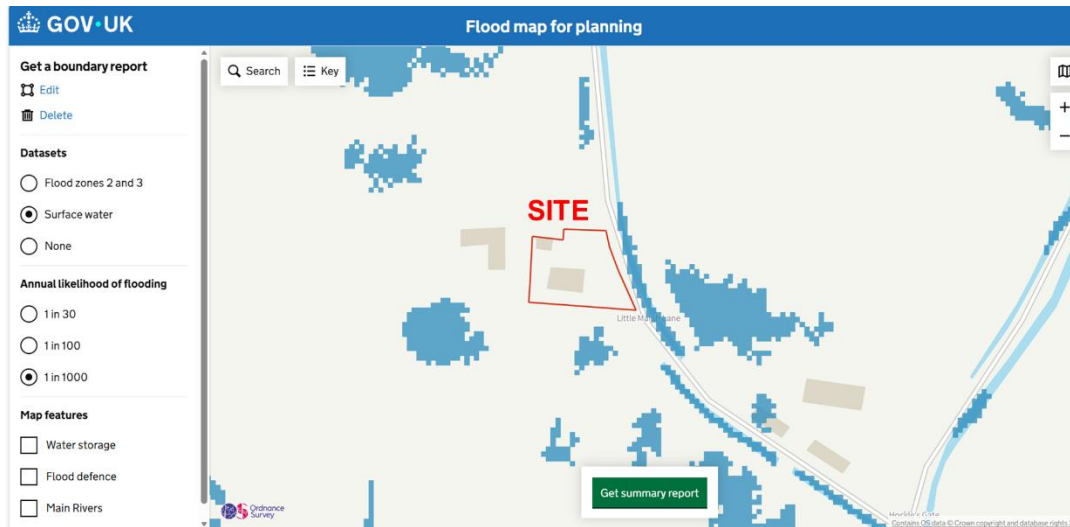 GOV•UK
Flood map for planning
Get a boundary report
Edit
Delete
Datasets
Flood zones 2 and 3
Surface water
None
Annual likelihood of flooding
1 in 30
1 in 100
1 in 1000
Map features
Water storage
Flood defence
Main Rivers
Search
Key
SITE
Get summary report
Ordnance
Survey
Contains OS data © Crown copyright and database rights